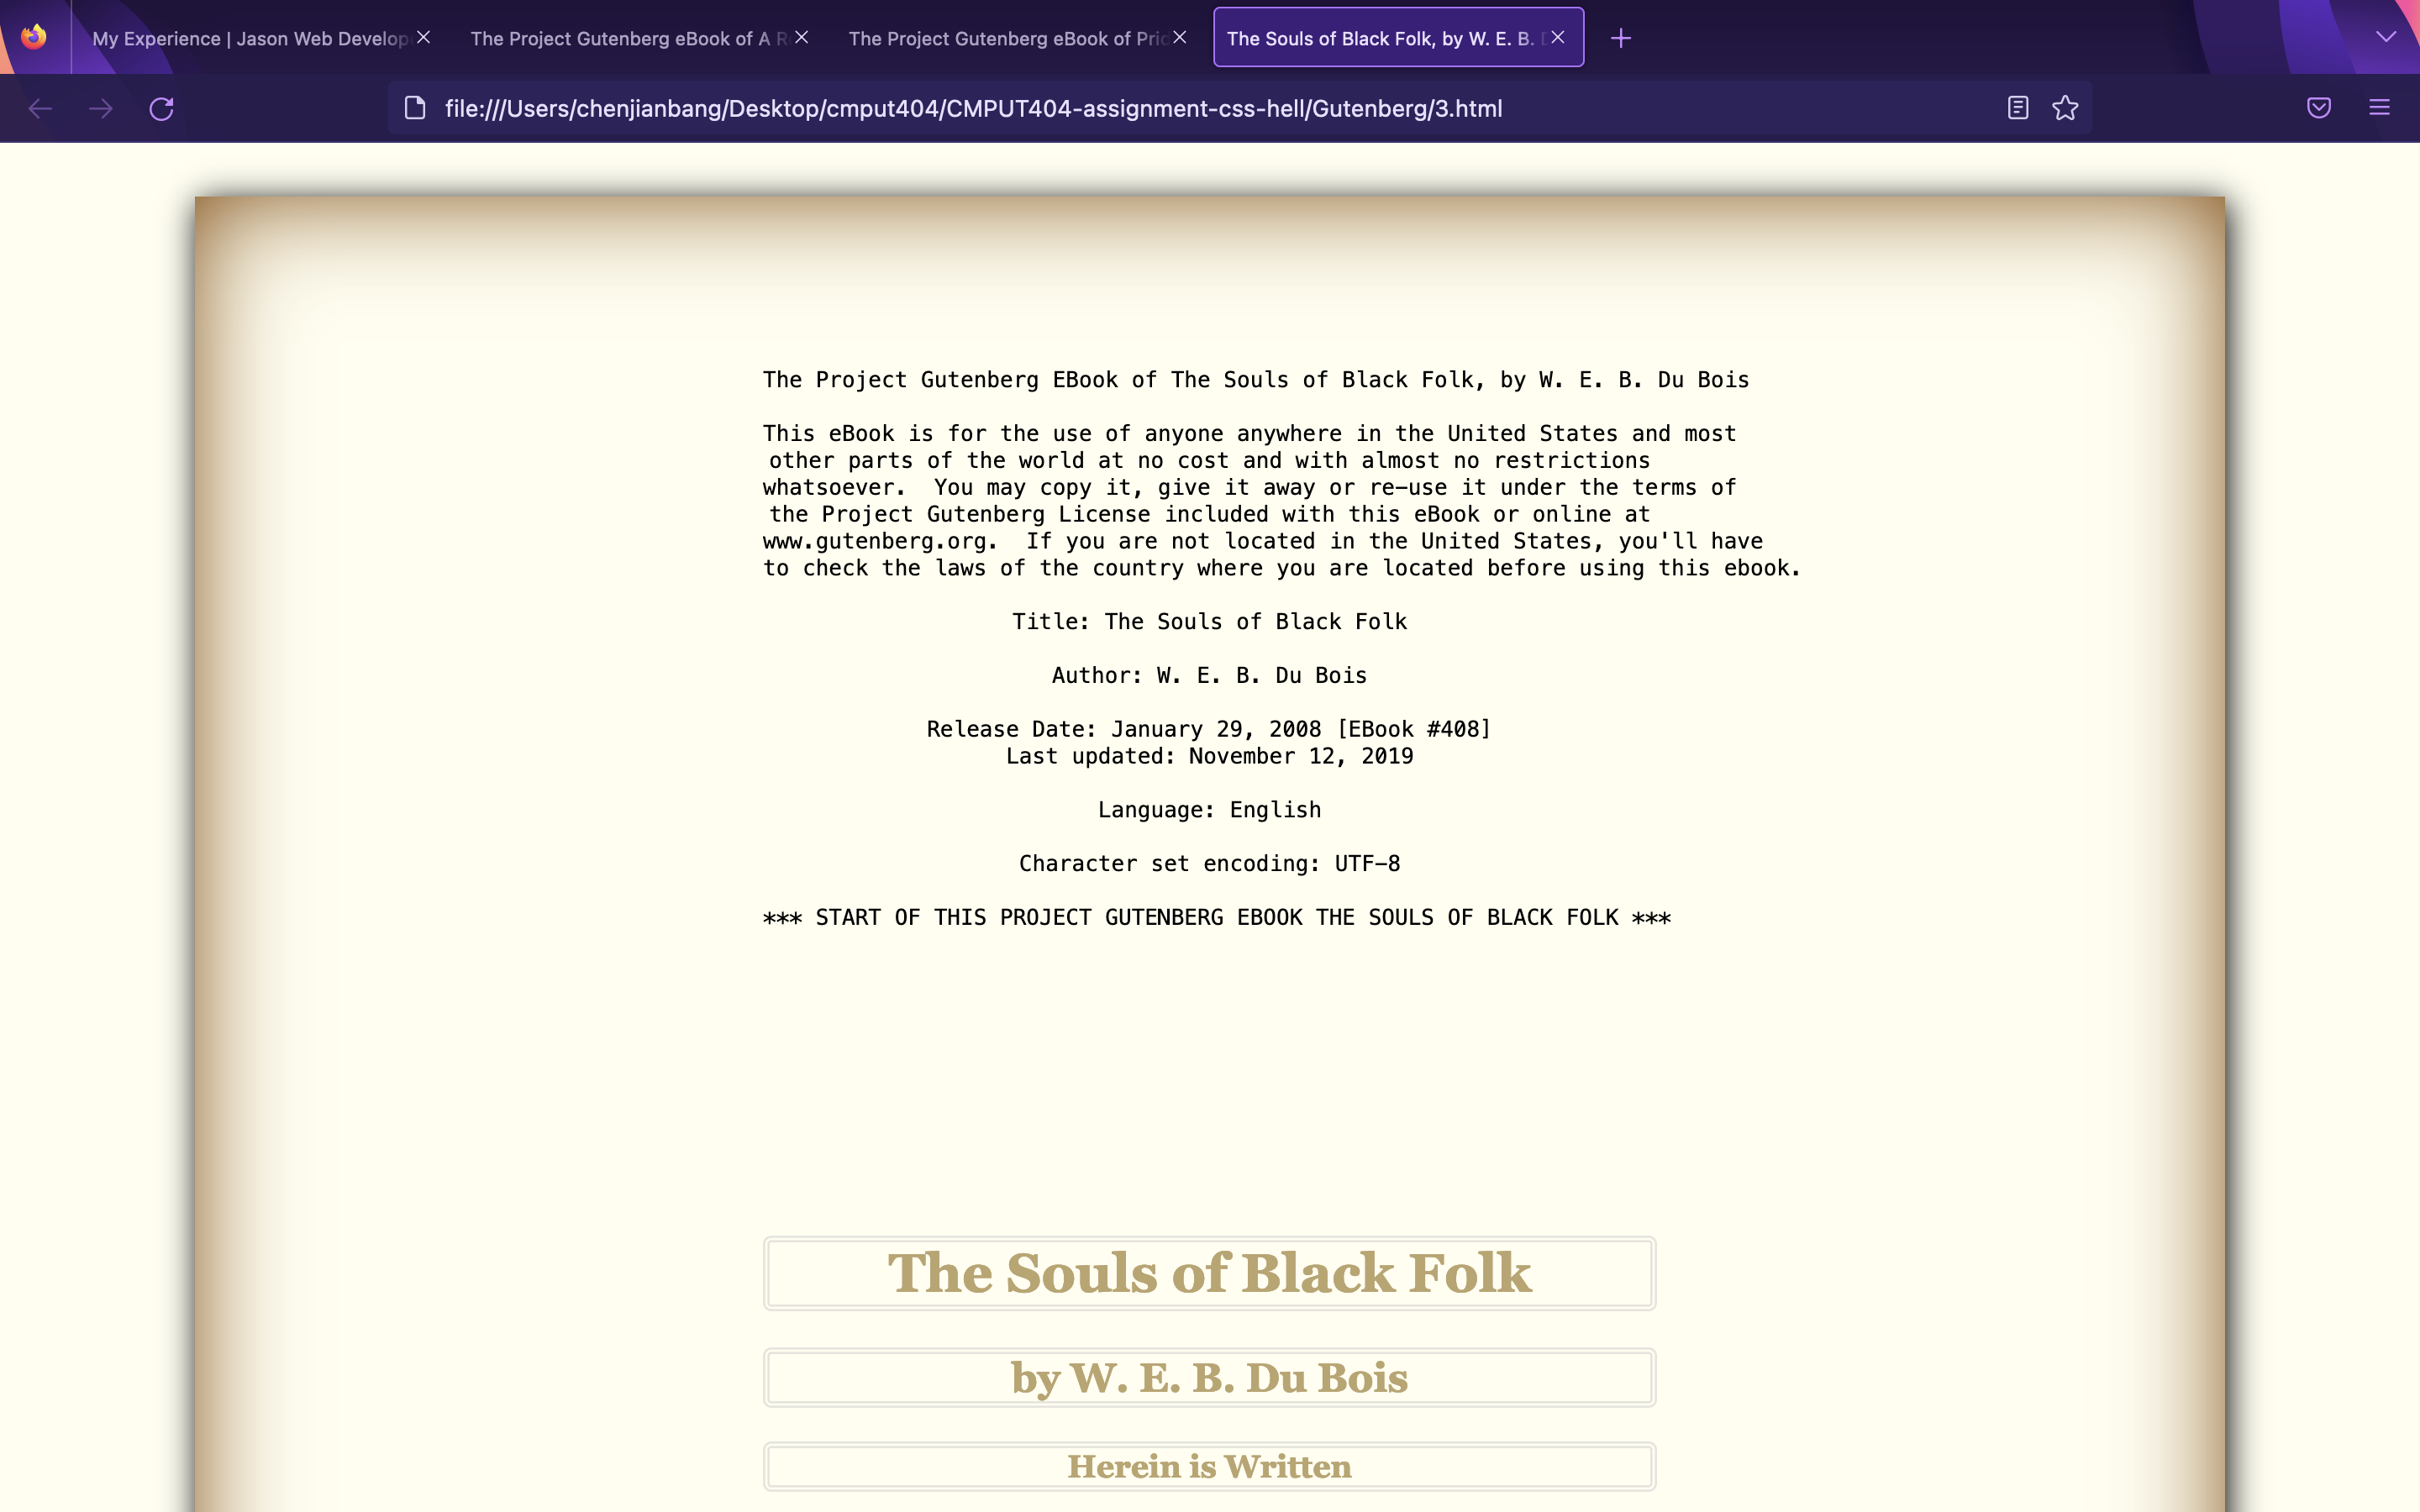 My Experience | Jason Web Develop
The Project Gutenberg eBook of A R
The Project Gutenberg eBook of Prid
The Souls of Black Folk, by W. E. B. D
file:///Users/chenjianbang/Desktop/cmput404/CMPUT404-assignment-css-hell/Gutenberg/3.html
The Project Gutenberg EBook of The Souls of Black Folk, by W. E. B. Du Bois
This eBook is for the use of anyone anywhere in the United States and most
other parts of the world at no cost and with almost no restrictions
whatsoever.  You may copy it, give it away or re-use it under the terms of
the Project Gutenberg License included with this eBook or online at
www.gutenberg.org.  If you are not located in the United States, you'll have
to check the laws of the country where you are located before using this ebook.
Title: The Souls of Black Folk
Author: W. E. B. Du Bois
Release Date: January 29, 2008 [EBook #408]
Last updated: November 12, 2019
Language: English
Character set encoding: UTF-8
*** START OF THIS PROJECT GUTENBERG EBOOK THE SOULS OF BLACK FOLK ***
The Souls of Black Folk
by W. E. B. Du Bois
Herein is Written